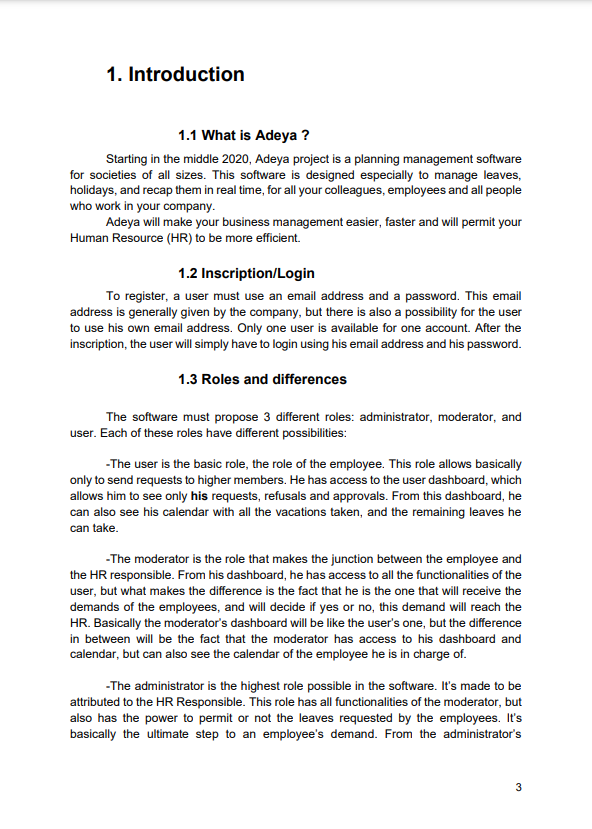 1. Introduction
1.1 What is Adeya ?
Starting in the middle 2020, Adeya project is a planning management software
for societies of all sizes. This software is designed especially to manage leaves,
holidays, and recap them in real time, for all your colleagues, employees and all people
who work in your company.
Adeya will make your business management easier, faster and will permit your
Human Resource (HR) to be more efficient.
1.2 Inscription/Login
To register, a user must use an email address and a password. This email
address is generally given by the company, but there is also a possibility for the user
to use his own email address. Only one user is available for one account. After the
inscription, the user will simply have to login using his email address and his password.
1.3 Roles and differences
The software must propose 3 different roles: administrator, moderator, and
user. Each of these roles have different possibilities:
-The user is the basic role, the role of the employee. This role allows basically
only to send requests to higher members. He has access to the user dashboard, which
allows him to see only his requests, refusals and approvals. From this dashboard, he
can also see his calendar with all the vacations taken, and the remaining leaves he
can take.
-The moderator is the role that makes the junction between the employee and
the HR responsible. From his dashboard, he has access to all the functionalities of the
user, but what makes the difference is the fact that he is the one that will receive the
demands of the employees, and will decide if yes or no, this demand will reach the
HR. Basically the moderator’s dashboard will be like the user’s one, but the difference
in between will be the fact that the moderator has access to his dashboard and
calendar, but can also see the calendar of the employee he is in charge of.
-The administrator is the highest role possible in the software. It’s made to be
attributed to the HR Responsible. This role has all functionalities of the moderator, but
also has the power to permit or not the leaves requested by the employees. It’s
basically the ultimate step to an employee’s demand. From the administrator’s
3